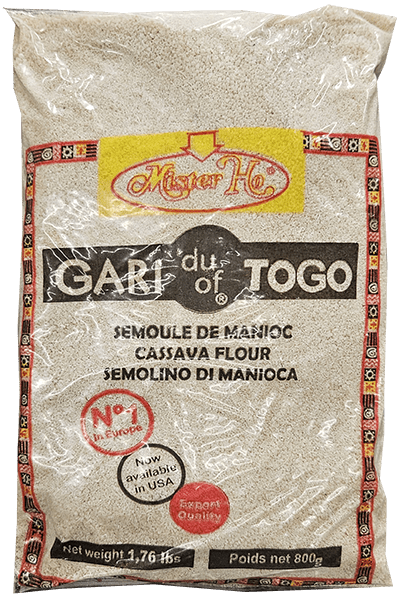 Mister Ho®
GARI du of® TOGO
SEMOULE DE MANIOC
CASSAVA FLOUR
SEMOLINO DI MANIOCA
N°1
in Europe
Now
available
in USA
Export
Quality
Net weight 1,76 lbs
Poids net 800g